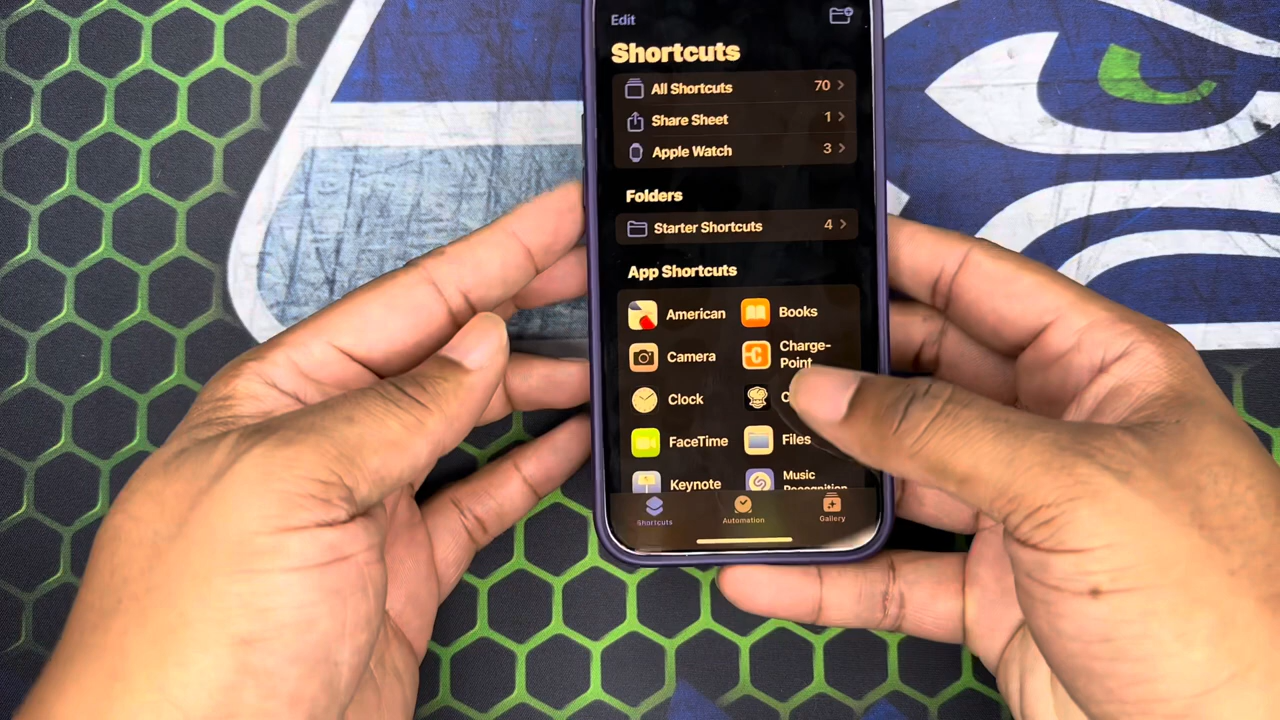 Edit
Shortcuts
All Shortcuts 70
Share Sheet 1
Apple Watch 3
Folders
Starter Shortcuts 4
App Shortcuts
American Books
Camera Charge-
Point
Clock
FaceTime Files
Keynote Music
Recognition
Shortcuts Automation Gallery